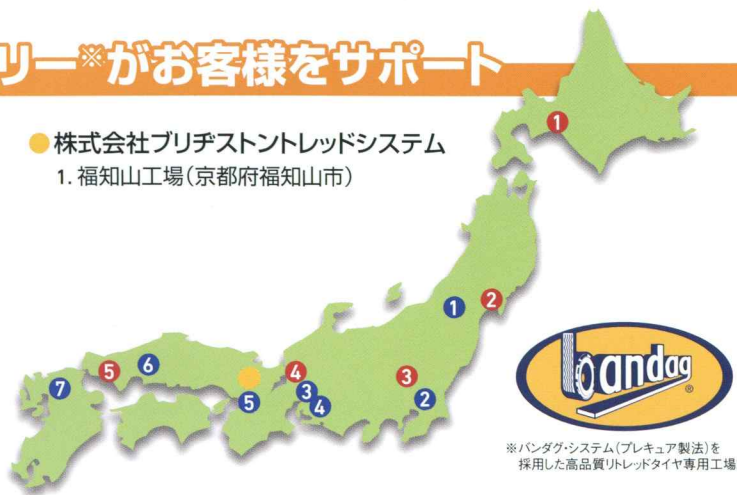 リー※がお客様をサポート
●株式会社ブリヂストントレッドシステム
1. 福知山工場(京都府福知山市)
1
1
2
5
6
4
3
7
5
3
4
2
bandag®
※バンダグ・システム(プレキュア製法)を
採用した高品質リトレッドタイヤ専用工場